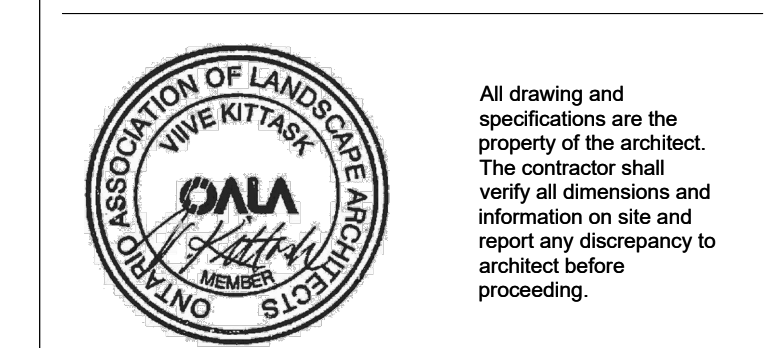 ONTARIO ASSOCIATION OF LANDSCAPE ARCHITECTS
VIIVE KITTASK
OALA
V. Kittask
MEMBER
All drawing and
specifications are the
property of the architect.
The contractor shall
verify all dimensions and
information on site and
report any discrepancy to
architect before
proceeding.